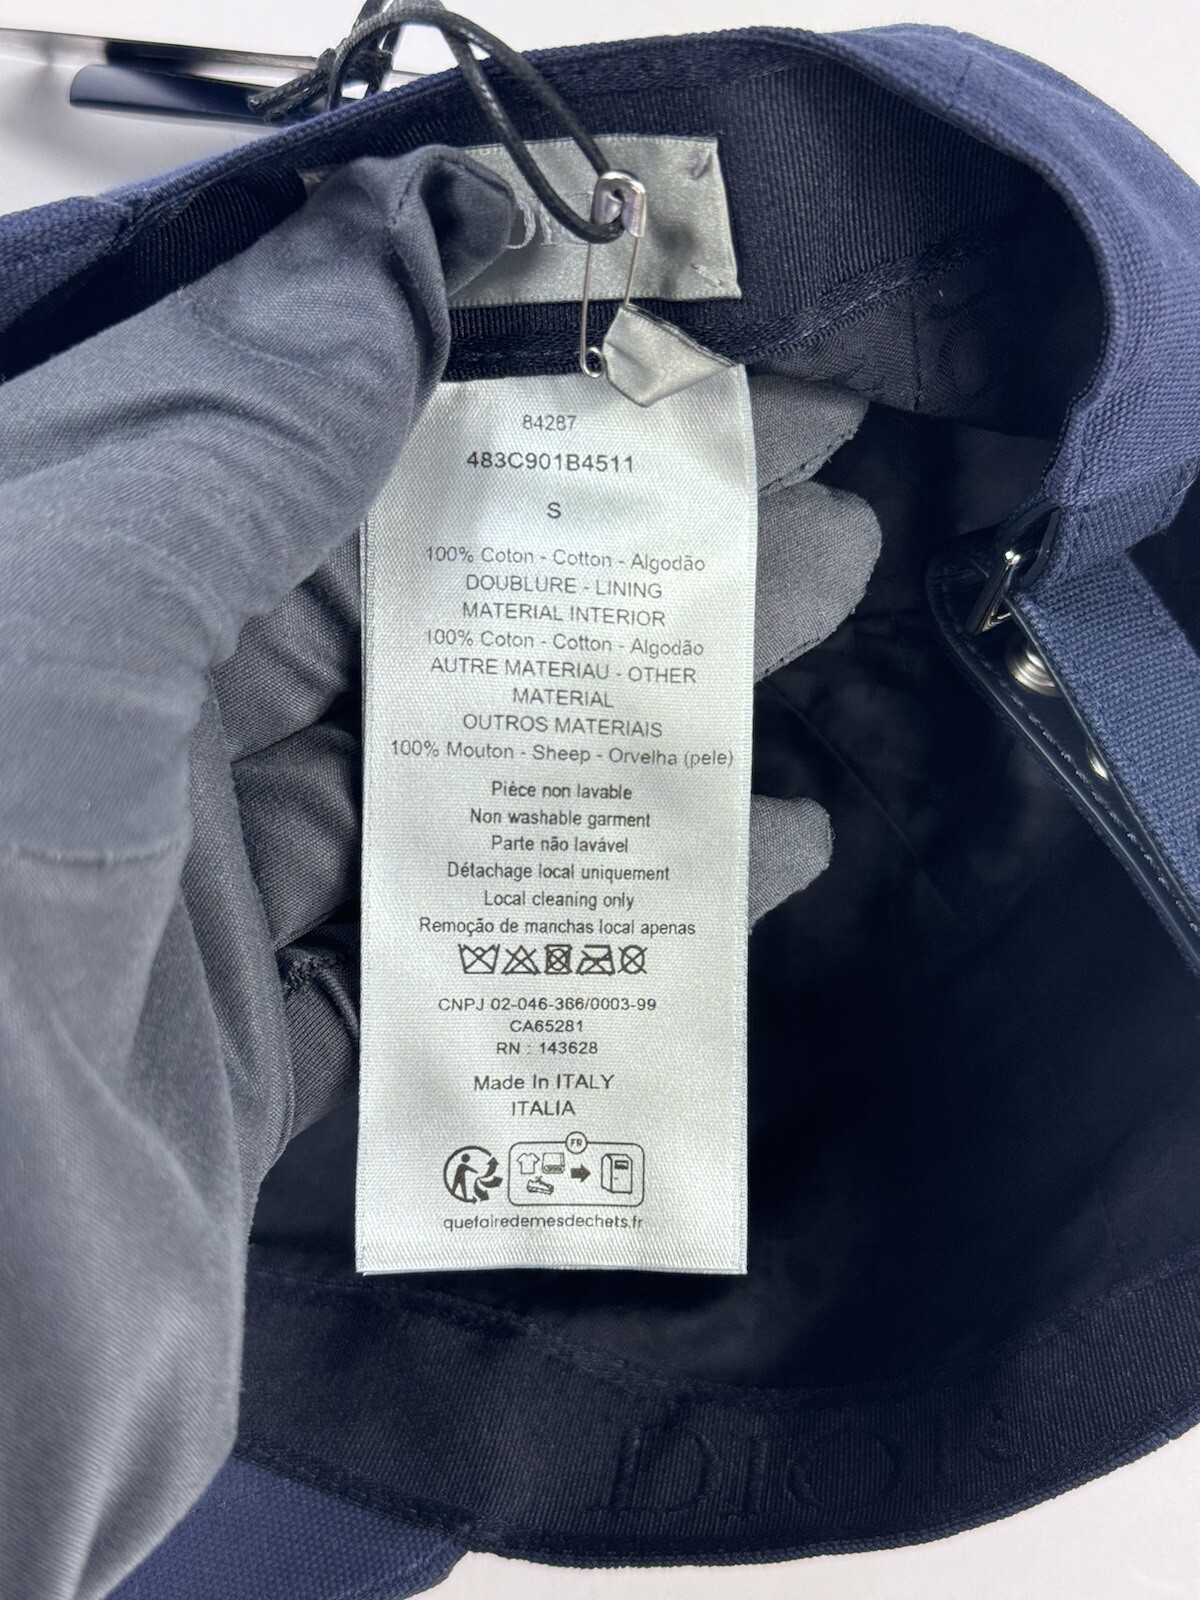 84287
483C901B4511
S
100% Coton - Cotton - Algodão
DOUBLURE - LINING
MATERIAL INTERIOR
100% Coton - Cotton - Algodão
AUTRE MATERIAU - OTHER
MATERIAL
OUTROS MATERIAIS
100% Mouton - Sheep - Orvelha (pele)
Pièce non lavable
Non washable garment
Parte não lavável
Détachage local uniquement
Local cleaning only
Remoção de manchas local apenas
CNPJ 02-046-366/0003-99
CA65281
RN : 143628
Made In ITALY
ITALIA
FR
quefairedemesdechets.fr
DIOR